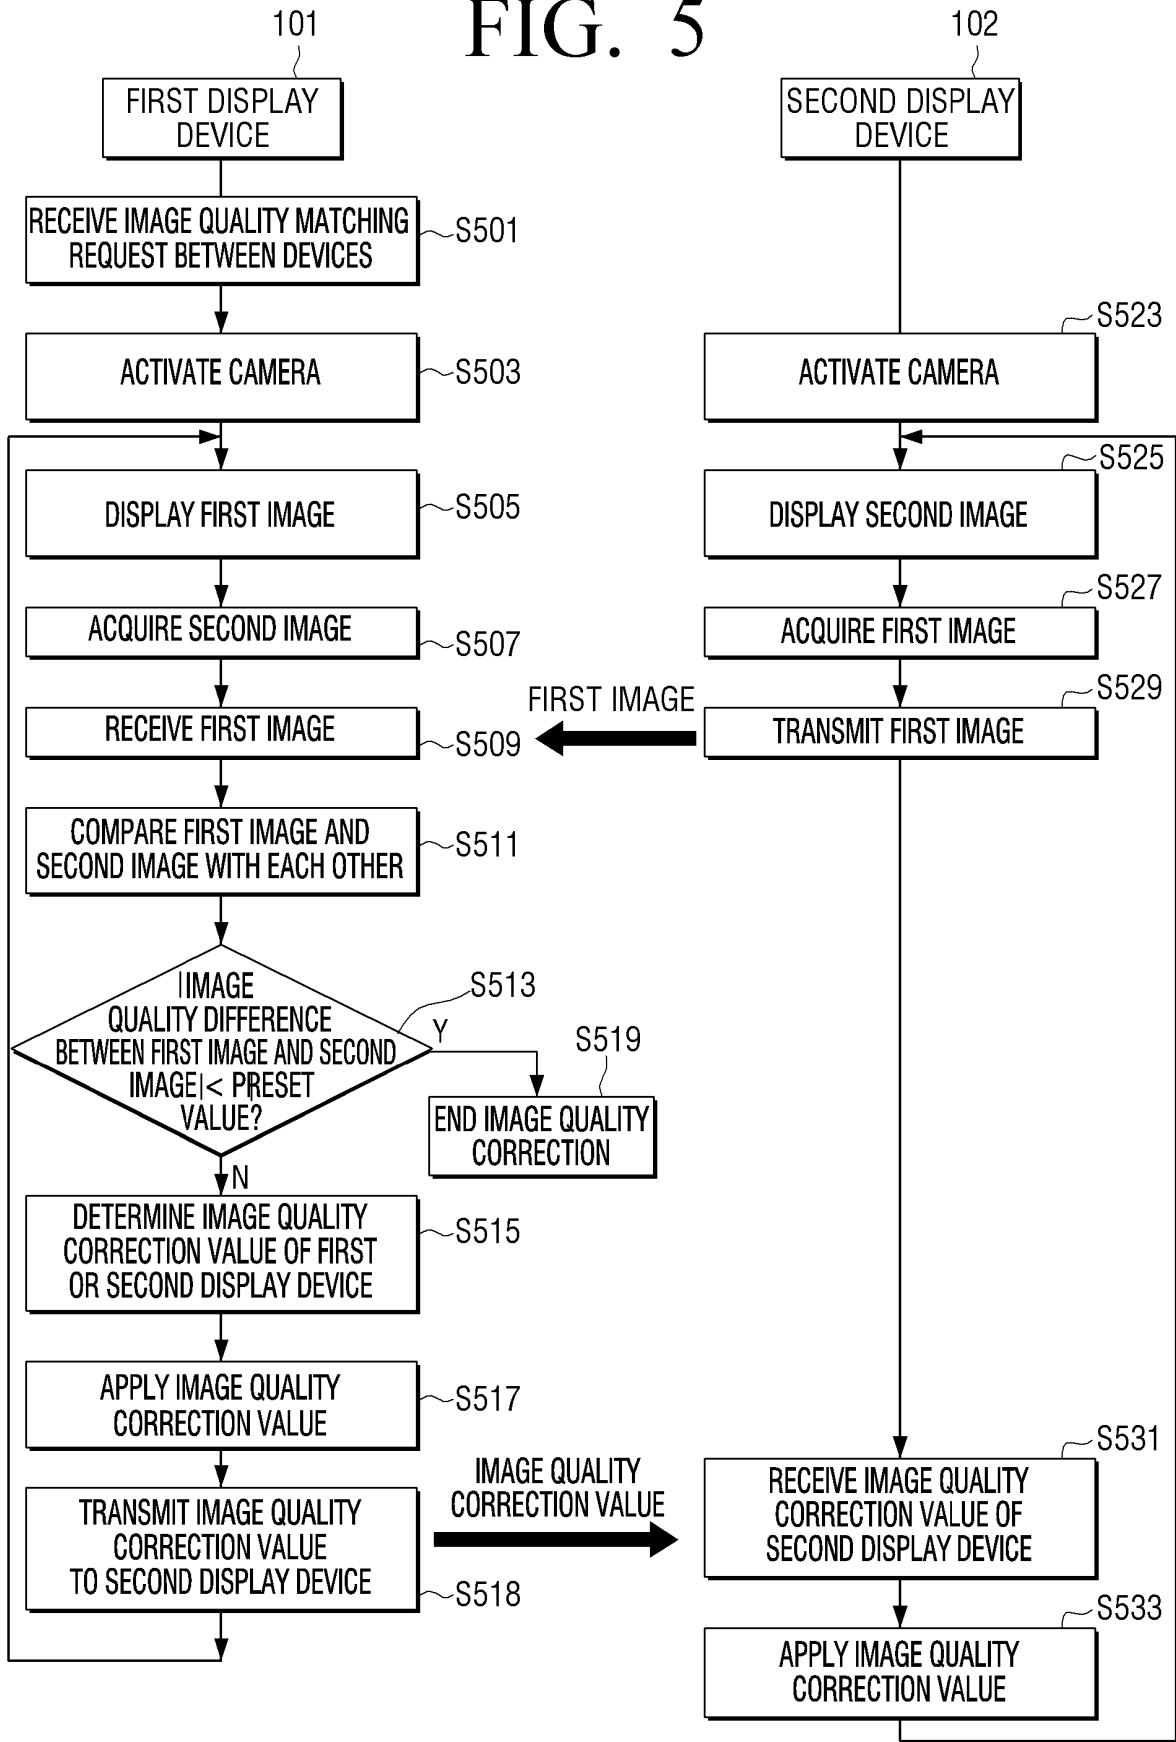 FIG. 5
101
FIRST DISPLAY
DEVICE
102
SECOND DISPLAY
DEVICE
RECEIVE IMAGE QUALITY MATCHING
REQUEST BETWEEN DEVICES
S501
ACTIVATE CAMERA
S503
ACTIVATE CAMERA
S523
DISPLAY FIRST IMAGE
S505
DISPLAY SECOND IMAGE
S525
ACQUIRE SECOND IMAGE
S507
ACQUIRE FIRST IMAGE
S527
RECEIVE FIRST IMAGE
S509
FIRST IMAGE
TRANSMIT FIRST IMAGE
S529
COMPARE FIRST IMAGE AND
SECOND IMAGE WITH EACH OTHER
S511
|IMAGE
QUALITY DIFFERENCE
BETWEEN FIRST IMAGE AND SECOND
IMAGE|< PRESET
VALUE?
S513
Y
S519
END IMAGE QUALITY
CORRECTION
N
DETERMINE IMAGE QUALITY
CORRECTION VALUE OF FIRST
OR SECOND DISPLAY DEVICE
S515
APPLY IMAGE QUALITY
CORRECTION VALUE
S517
TRANSMIT IMAGE QUALITY
CORRECTION VALUE
TO SECOND DISPLAY DEVICE
S518
IMAGE QUALITY
CORRECTION VALUE
S531
RECEIVE IMAGE QUALITY
CORRECTION VALUE OF
SECOND DISPLAY DEVICE
S533
APPLY IMAGE QUALITY
CORRECTION VALUE